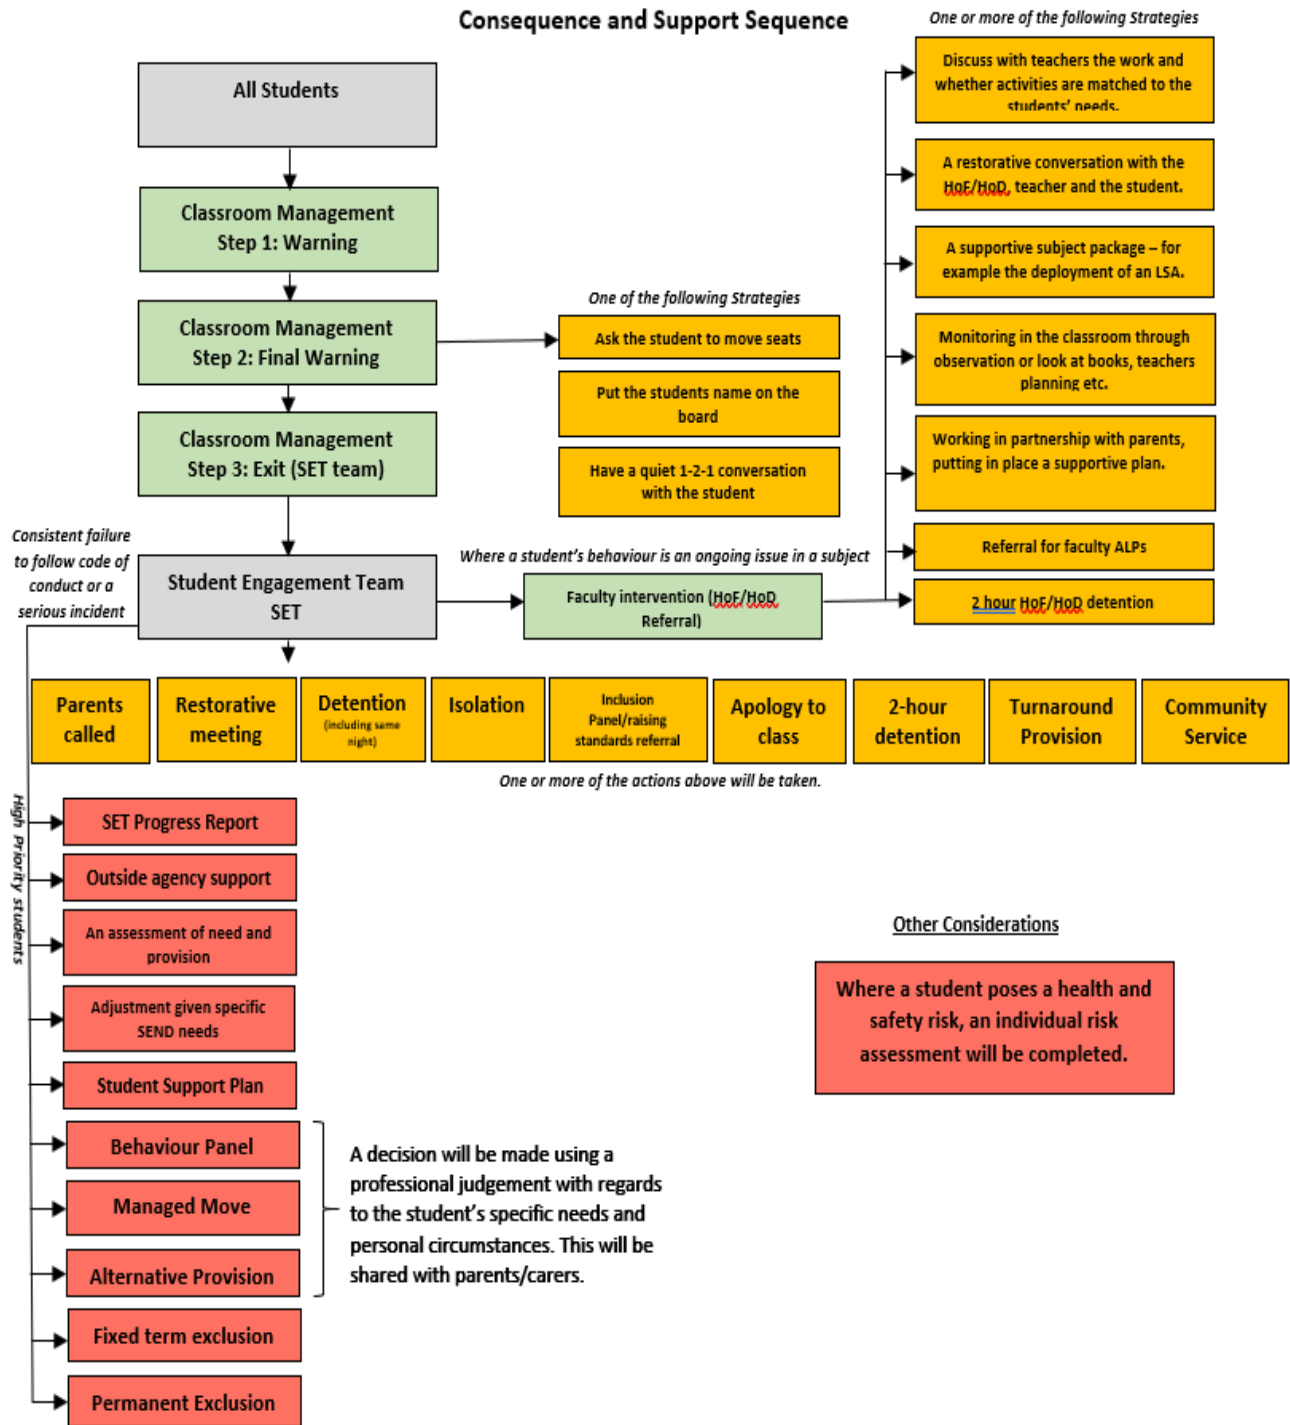 Consequence and Support Sequence
One or more of the following Strategies
All Students
Classroom Management
Step 1: Warning
Classroom Management
Step 2: Final Warning
Classroom Management
Step 3: Exit (SET team)
One of the following Strategies
Ask the student to move seats
Put the students name on the
board
Have a quiet 1-2-1 conversation
with the student
Discuss with teachers the work and
whether activities are matched to the
students' needs.
A restorative conversation with the
HoF/HoD, teacher and the student.
A supportive subject package – for
example the deployment of an LSA.
Monitoring in the classroom through
observation or look at books, teachers
planning etc.
Working in partnership with parents,
putting in place a supportive plan.
Referral for faculty ALPs
2 hour HoF/HoD detention
Consistent failure
to follow code of
conduct or a
serious incident
Student Engagement Team
SET
Where a student's behaviour is an ongoing issue in a subject
Faculty intervention (HoF/HoD
Referral)
Parents
called
Restorative
meeting
Detention
(including same
night)
Isolation
Inclusion
Panel/raising
standards referral
Apology to
class
2-hour
detention
Turnaround
Provision
Community
Service
One or more of the actions above will be taken.
High Priority students
SET Progress Report
Outside agency support
An assessment of need and
provision
Adjustment given specific
SEND needs
Student Support Plan
Behaviour Panel
Managed Move
Alternative Provision
Fixed term exclusion
Permanent Exclusion
A decision will be made using a
professional judgement with regards
to the student's specific needs and
personal circumstances. This will be
shared with parents/carers.
Other Considerations
Where a student poses a health and
safety risk, an individual risk
assessment will be completed.